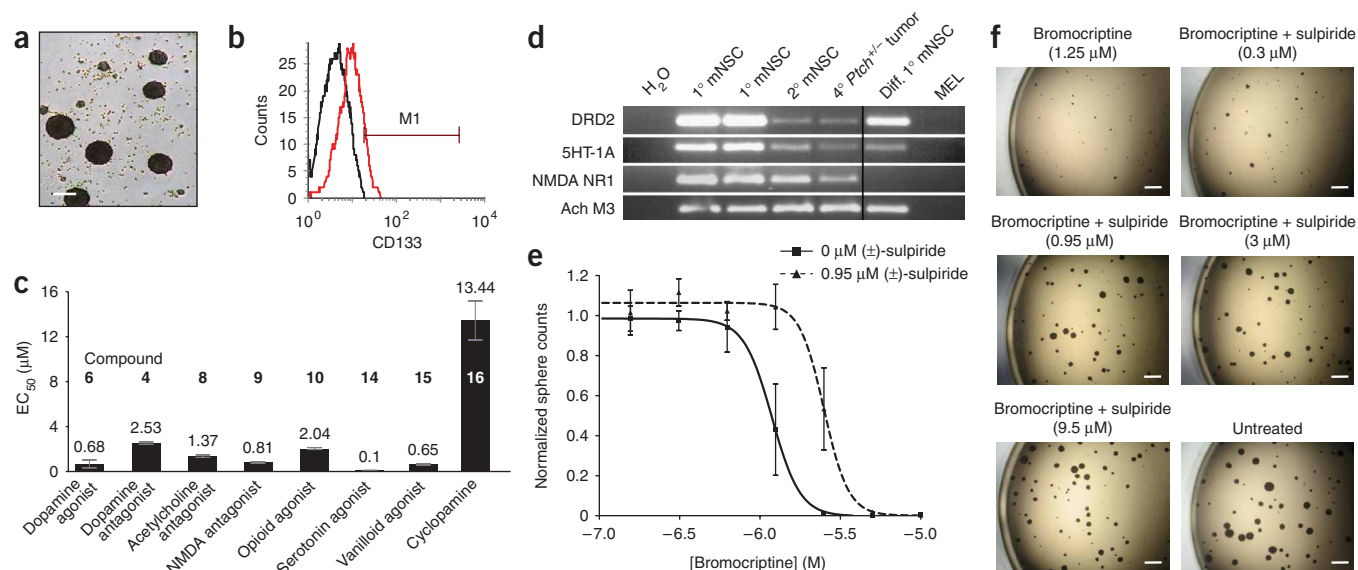 a
b
Counts
25
20
15
10
5
0
M1
10⁰
10²
10⁴
CD133
c
EC₅₀ (μM)
16
12
8
4
0
Compound
6
4
8
9
10
14
15
16
0.68
2.53
1.37
0.81
2.04
0.1
0.65
13.44
Dopamine
agonist
Dopamine
antagonist
Acetylcholine
antagonist
NMDA antagonist
Opioid agonist
Serotonin agonist
Vanilloid agonist
Cyclopamine
d
H₂O
1° mNSC
1° mNSC
2° mNSC
4° Ptch⁺/⁻ tumor
Diff. 1° mNSC
MEL
DRD2
5HT-1A
NMDA NR1
Ach M3
e
0 μM (±)-sulpiride
0.95 μM (±)-sulpiride
Normalized sphere counts
1.2
1.0
0.8
0.6
0.4
0.2
0
−7.0
−6.5
−6.0
−5.5
−5.0
[Bromocriptine] (M)
f
Bromocriptine
(1.25 μM)
Bromocriptine + sulpiride
(0.3 μM)
Bromocriptine + sulpiride
(0.95 μM)
Bromocriptine + sulpiride
(3 μM)
Bromocriptine + sulpiride
(9.5 μM)
Untreated